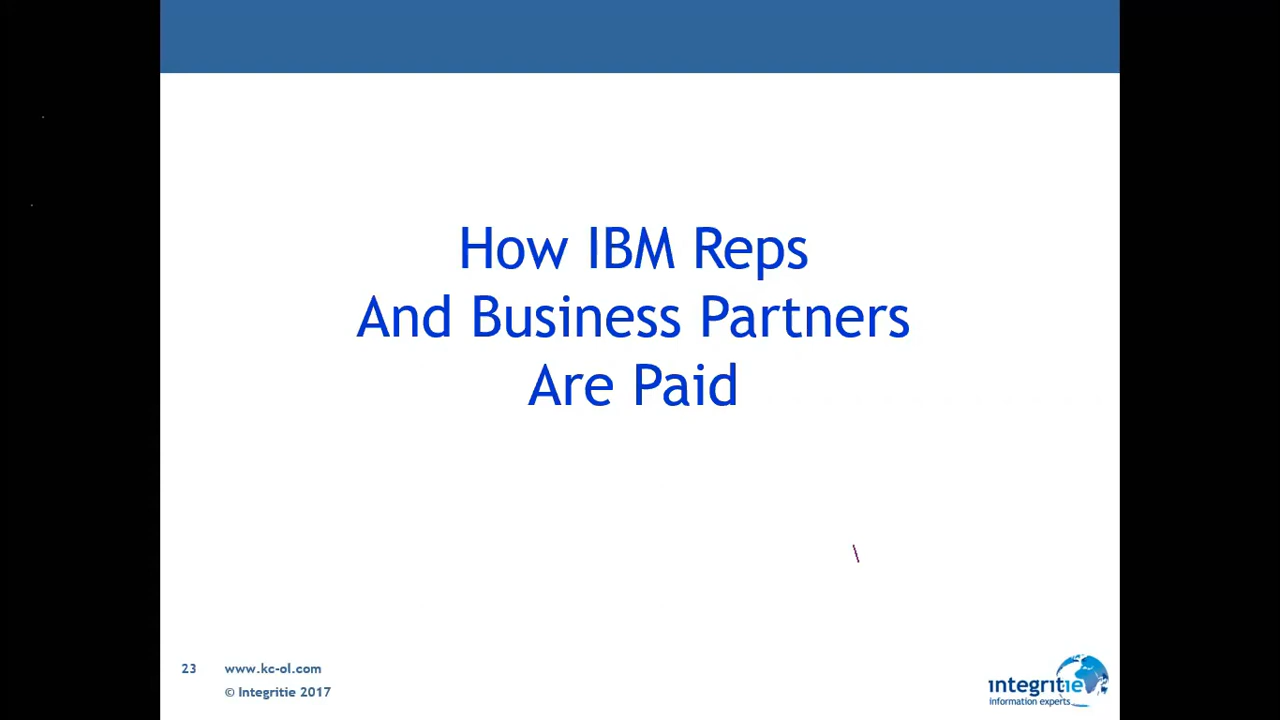 How IBM Reps
And Business Partners
Are Paid
23 www.kc-ol.com
© Integritie 2017
integritie
information experts